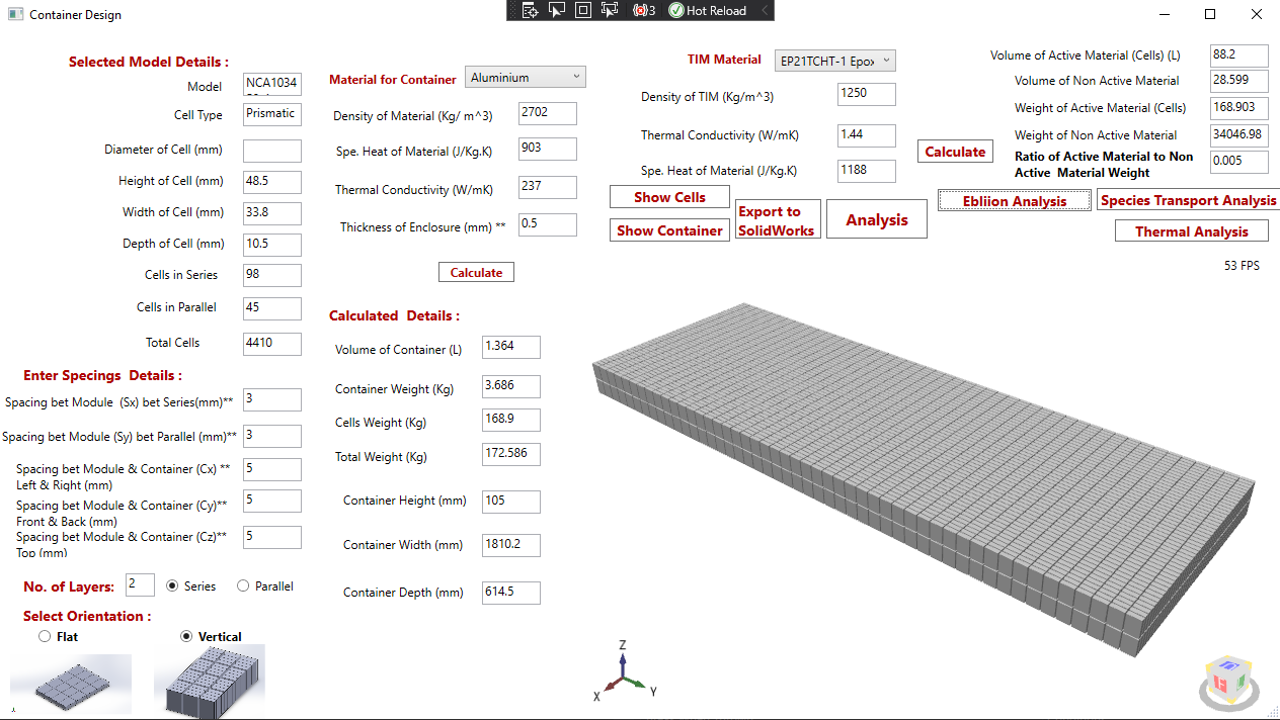 Container Design
3
Hot Reload
Selected Model Details :
Model
NCA1034
Cell Type
Prismatic
Diameter of Cell (mm)
Height of Cell (mm)
48.5
Width of Cell (mm)
33.8
Depth of Cell (mm)
10.5
Cells in Series
98
Cells in Parallel
45
Total Cells
4410
Enter Specings Details :
Spacing bet Module (Sx) bet Series(mm)**
3
Spacing bet Module (Sy) bet Parallel (mm)**
3
Spacing bet Module & Container (Cx) **
Left & Right (mm)
5
Spacing bet Module & Container (Cy)**
Front & Back (mm)
5
Spacing bet Module & Container (Cz)**
Top (mm)
5
No. of Layers:
2
Series
Parallel
Select Orientation :
Flat
Vertical
Material for Container
Aluminium
Density of Material (Kg/ m^3)
2702
Spe. Heat of Material (J/Kg.K)
903
Thermal Conductivity (W/mK)
237
Thickness of Enclosure (mm) **
0.5
Calculate
Calculated Details :
Volume of Container (L)
1.364
Container Weight (Kg)
3.686
Cells Weight (Kg)
168.9
Total Weight (Kg)
172.586
Container Height (mm)
105
Container Width (mm)
1810.2
Container Depth (mm)
614.5
TIM Material
EP21TCHT-1 Epox
Density of TIM (Kg/m^3)
1250
Thermal Conductivity (W/mK)
1.44
Spe. Heat of Material (J/Kg.K)
1188
Calculate
Show Cells
Show Container
Export to
SolidWorks
Analysis
Volume of Active Material (Cells) (L)
88.2
Volume of Non Active Material
28.599
Weight of Active Material (Cells)
168.903
Weight of Non Active Material
34046.98
Ratio of Active Material to Non
Active Material Weight
0.005
Ebliion Analysis
Species Transport Analysis
Thermal Analysis
53 FPS
Z
X
Y